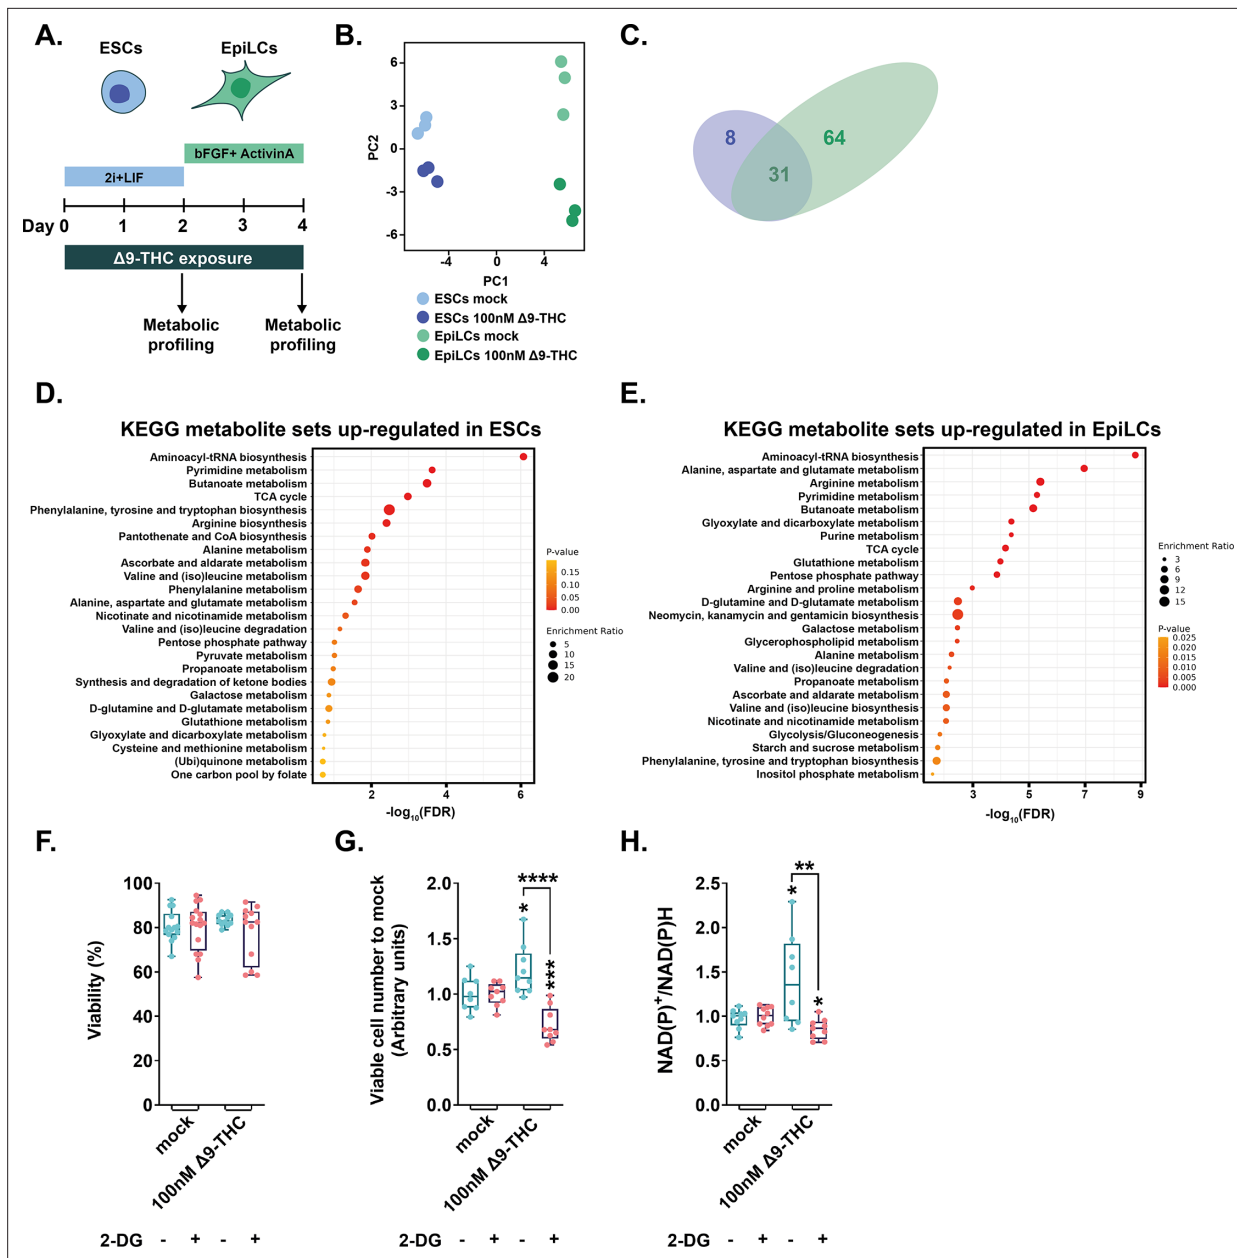 A.
ESCs
EpiLCs
bFGF+ ActivinA
2i+LIF
Day 0 1 2 3 4
Δ9-THC exposure
Metabolic profiling
Metabolic profiling
B.
6
3
0
-3
-6
PC2
-4 0 4
PC1
ESCs mock
ESCs 100nM Δ9-THC
EpiLCs mock
EpiLCs 100nM Δ9-THC
C.
8
31
64
D.
KEGG metabolite sets up-regulated in ESCs
Aminoacyl-tRNA biosynthesis
Pyrimidine metabolism
Butanoate metabolism
TCA cycle
Phenylalanine, tyrosine and tryptophan biosynthesis
Arginine biosynthesis
Pantothenate and CoA biosynthesis
Alanine metabolism
Ascorbate and aldarate metabolism
Valine and (iso)leucine metabolism
Phenylalanine metabolism
Alanine, aspartate and glutamate metabolism
Nicotinate and nicotinamide metabolism
Valine and (iso)leucine degradation
Pentose phosphate pathway
Pyruvate metabolism
Propanoate metabolism
Synthesis and degradation of ketone bodies
Galactose metabolism
D-glutamine and D-glutamate metabolism
Glutathione metabolism
Glyoxylate and dicarboxylate metabolism
Cysteine and methionine metabolism
(Ubi)quinone metabolism
One carbon pool by folate
2 4 6
-log10(FDR)
P-value
0.15
0.10
0.05
0.00
Enrichment Ratio
5
10
15
20
E.
KEGG metabolite sets up-regulated in EpiLCs
Aminoacyl-tRNA biosynthesis
Alanine, aspartate and glutamate metabolism
Arginine metabolism
Pyrimidine metabolism
Butanoate metabolism
Glyoxylate and dicarboxylate metabolism
Purine metabolism
TCA cycle
Glutathione metabolism
Pentose phosphate pathway
Arginine and proline metabolism
D-glutamine and D-glutamate metabolism
Neomycin, kanamycin and gentamicin biosynthesis
Galactose metabolism
Glycerophospholipid metabolism
Alanine metabolism
Valine and (iso)leucine degradation
Propanoate metabolism
Ascorbate and aldarate metabolism
Valine and (iso)leucine biosynthesis
Nicotinate and nicotinamide metabolism
Glycolysis/Gluconeogenesis
Starch and sucrose metabolism
Phenylalanine, tyrosine and tryptophan biosynthesis
Inositol phosphate metabolism
3 5 7 9
-log10(FDR)
Enrichment Ratio
3
6
9
12
15
P-value
0.025
0.020
0.015
0.010
0.005
0.000
F.
Viability (%)
100
80
60
40
20
0
mock
100nM Δ9-THC
2-DG - + - +
G.
Viable cell number to mock
(Arbitrary units)
2.0
1.5
1.0
0.5
0.0
****
*
***
mock
100nM Δ9-THC
2-DG - + - +
H.
NAD(P)+/NAD(P)H
2.5
2.0
1.5
1.0
0.5
0.0
**
*
*
mock
100nM Δ9-THC
2-DG - + - +